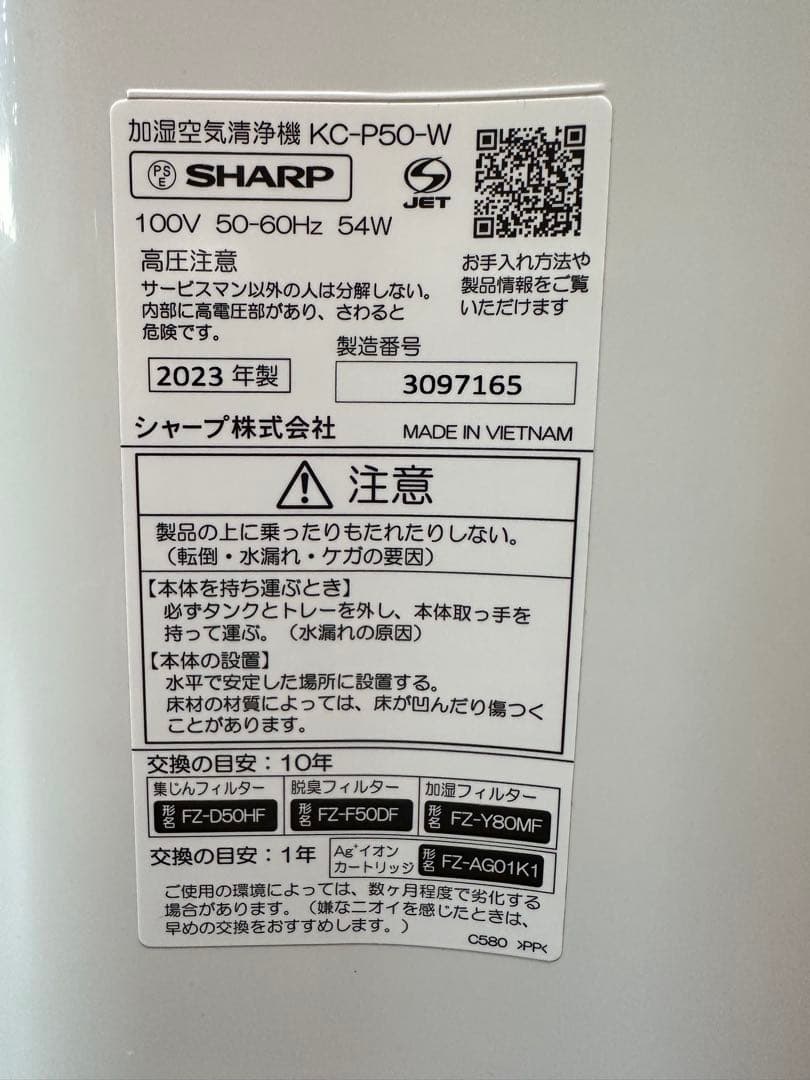 加湿空気清浄機 KC-P50-W
PS E SHARP
JET
100V 50-60Hz 54W
高圧注意
サービスマン以外の人は分解しない。
内部に高電圧部があり、さわると
危険です。
お手入れ方法や
製品情報をご覧
いただけます
2023 年製
製造番号
3097165
シャープ株式会社 MADE IN VIETNAM
注意
製品の上に乗ったりもたれたりしない。
（転倒・水漏れ・ケガの要因）
【本体を持ち運ぶとき】
必ずタンクとトレーを外し、本体取っ手を
持って運ぶ。（水漏れの原因）
【本体の設置】
水平で安定した場所に設置する。
床材の材質によっては、床が凹んだり傷つく
ことがあります。
交換の目安：10年
集じんフィルター
形名 FZ-D50HF
脱臭フィルター
形名 FZ-F50DF
加湿フィルター
形名 FZ-Y80MF
交換の目安：1年
Ag⁺イオン
カートリッジ
形名 FZ-AG01K1
ご使用の環境によっては、数ヶ月程度で劣化する
場合があります。（嫌なニオイを感じたときは、
早めの交換をおすすめします。）
C580 >PP<